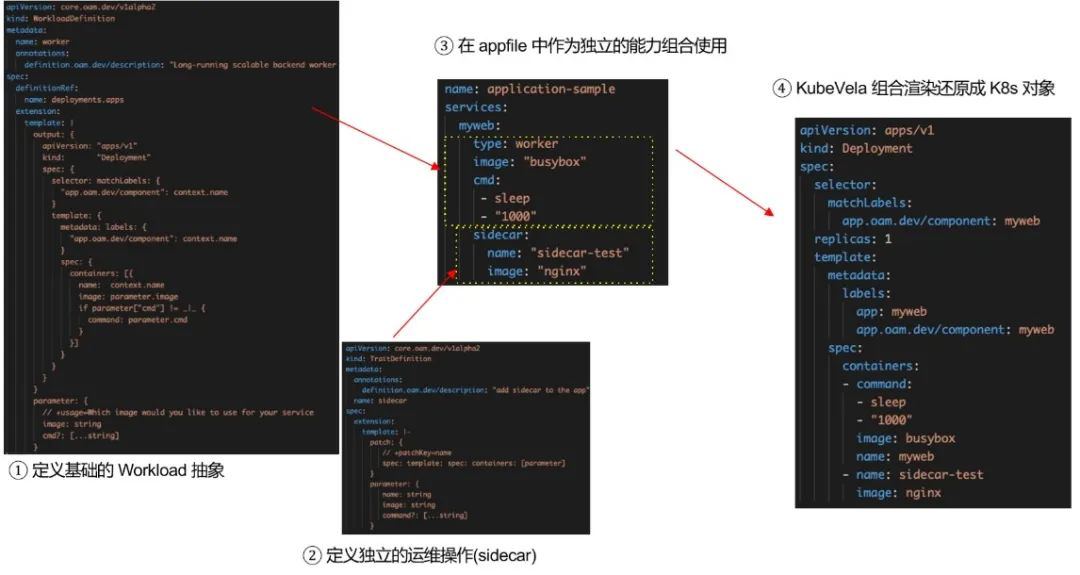 apiVersion: core.oam.dev/v1alpha2
kind: WorkloadDefinition
metadata:
  name: worker
  annotations:
    definition.oam.dev/description: "Long-running scalable backend worker
spec:
  definitionRef:
    name: deployments.apps
  extension:
    template: |
      output: {
        apiVersion: "apps/v1"
        kind:       "Deployment"
        spec: {
          selector: matchLabels: {
            "app.oam.dev/component": context.name
          }
          template: {
            metadata: labels: {
              "app.oam.dev/component": context.name
            }
            spec: {
              containers: [{
                name:  context.name
                image: parameter.image
                if parameter["cmd"] != _|_ {
                  command: parameter.cmd
                }
              }]
            }
          }
        }
      }
      parameter: {
        // +usage=Which image would you like to use for your service
        image: string
        cmd?: [...string]
      }
① 定义基础的 Workload 抽象
apiVersion: core.oam.dev/v1alpha2
kind: TraitDefinition
metadata:
  annotations:
    definition.oam.dev/description: "add sidecar to the app"
  name: sidecar
spec:
  extension:
    template: |-
      patch: {
        // +patchKey=name
        spec: template: spec: containers: [parameter]
      }
      parameter: {
        name: string
        image: string
        command?: [...string]
      }
② 定义独立的运维操作(sidecar)
③ 在 appfile 中作为独立的能力组合使用
name: application-sample
services:
  myweb:
    type: worker
    image: "busybox"
    cmd:
    - sleep
    - "1000"
    sidecar:
      name: "sidecar-test"
      image: "nginx"
④ KubeVela 组合渲染还原成 K8s 对象
apiVersion: apps/v1
kind: Deployment
spec:
  selector:
    matchLabels:
      app.oam.dev/component: myweb
  replicas: 1
  template:
    metadata:
      labels:
        app: myweb
        app.oam.dev/component: myweb
    spec:
      containers:
      - command:
        - sleep
        - "1000"
        image: busybox
        name: myweb
      - name: sidecar-test
        image: nginx